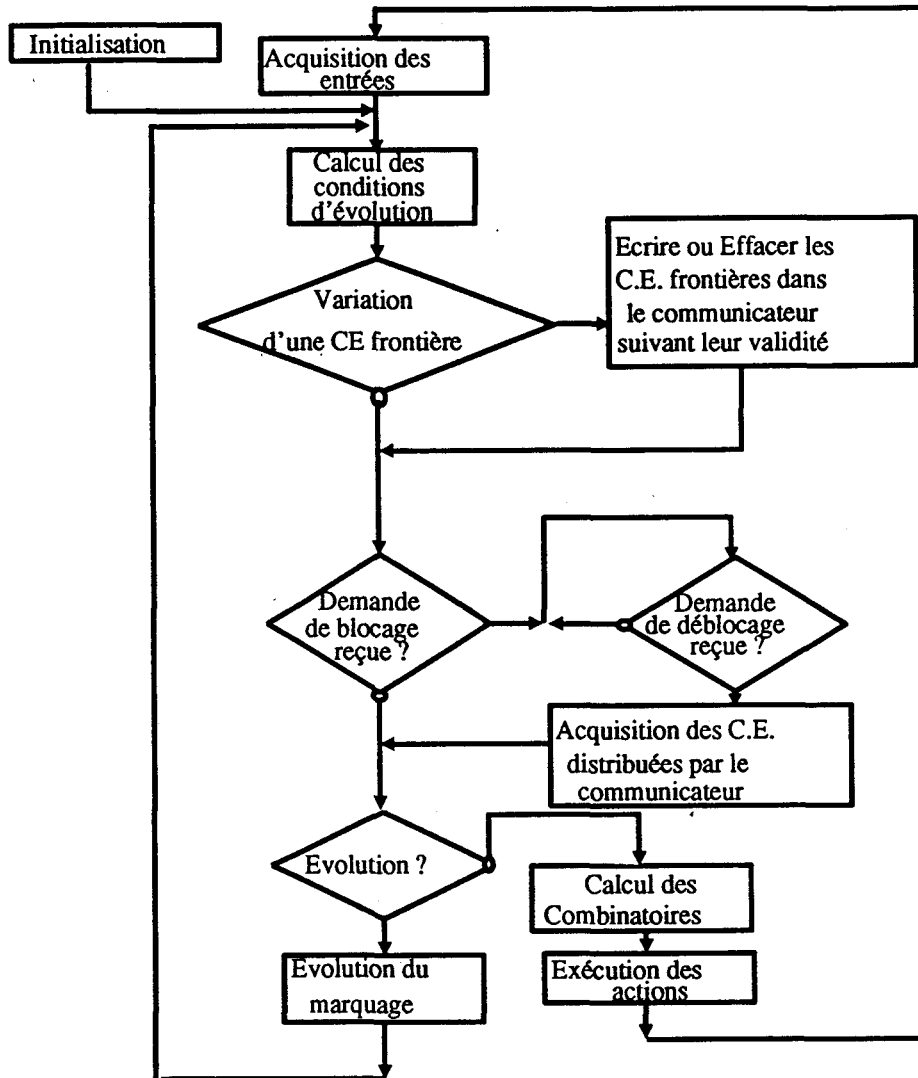 Initialisation
Acquisition des
entrées
Calcul des
conditions
d'évolution
Variation
d'une CE frontière
Ecrire ou Effacer les
C.E. frontières dans
le communicateur
suivant leur validité
Demande
de blocage
reçue ?
Demande
de déblocage
reçue ?
Acquisition des C.E.
distribuées par le
communicateur
Evolution ?
Calcul des
Combinatoires
Evolution du
marquage
Exécution des
actions